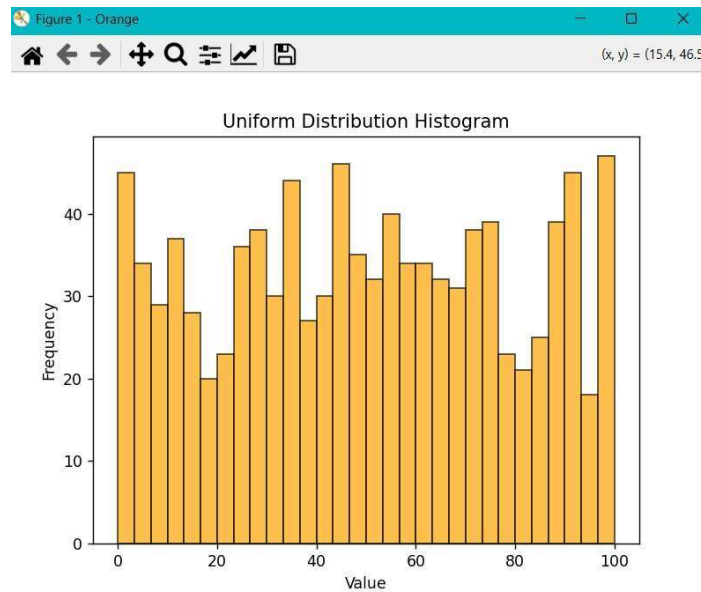 Figure 1 - Orange
(x, y) = (15.4, 46.5
Uniform Distribution Histogram
Frequency
40
30
20
10
0
0 20 40 60 80 100
Value